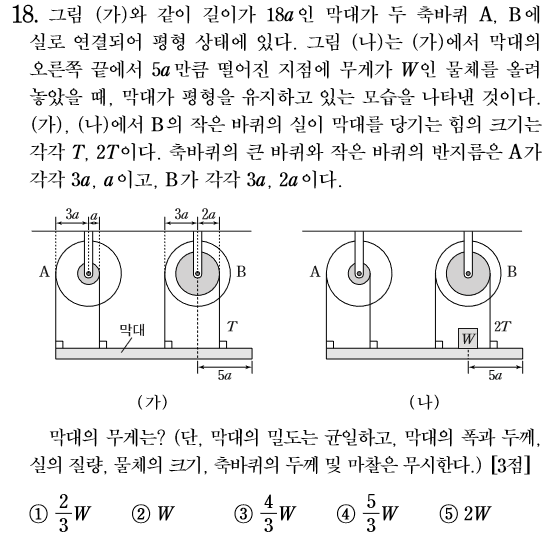 18. 그림 (가)와 같이 길이가 18a인 막대가 두 축바퀴 A, B에
실로 연결되어 평형 상태에 있다. 그림 (나)는 (가)에서 막대의
오른쪽 끝에서 5a만큼 떨어진 지점에 무게가 W인 물체를 올려
놓았을 때, 막대가 평형을 유지하고 있는 모습을 나타낸 것이다.
(가), (나)에서 B의 작은 바퀴의 실이 막대를 당기는 힘의 크기는
각각 T, 2T이다. 축바퀴의 큰 바퀴와 작은 바퀴의 반지름은 A가
각각 3a, a이고, B가 각각 3a, 2a이다.
3a a 3a 2a
A B A B
막대 T W 2T
5a 5a
(가) (나)
막대의 무게는? (단, 막대의 밀도는 균일하고, 막대의 폭과 두께,
실의 질량, 물체의 크기, 축바퀴의 두께 및 마찰은 무시한다.) [3점]
① 2/3 W ② W ③ 4/3 W ④ 5/3 W ⑤ 2W